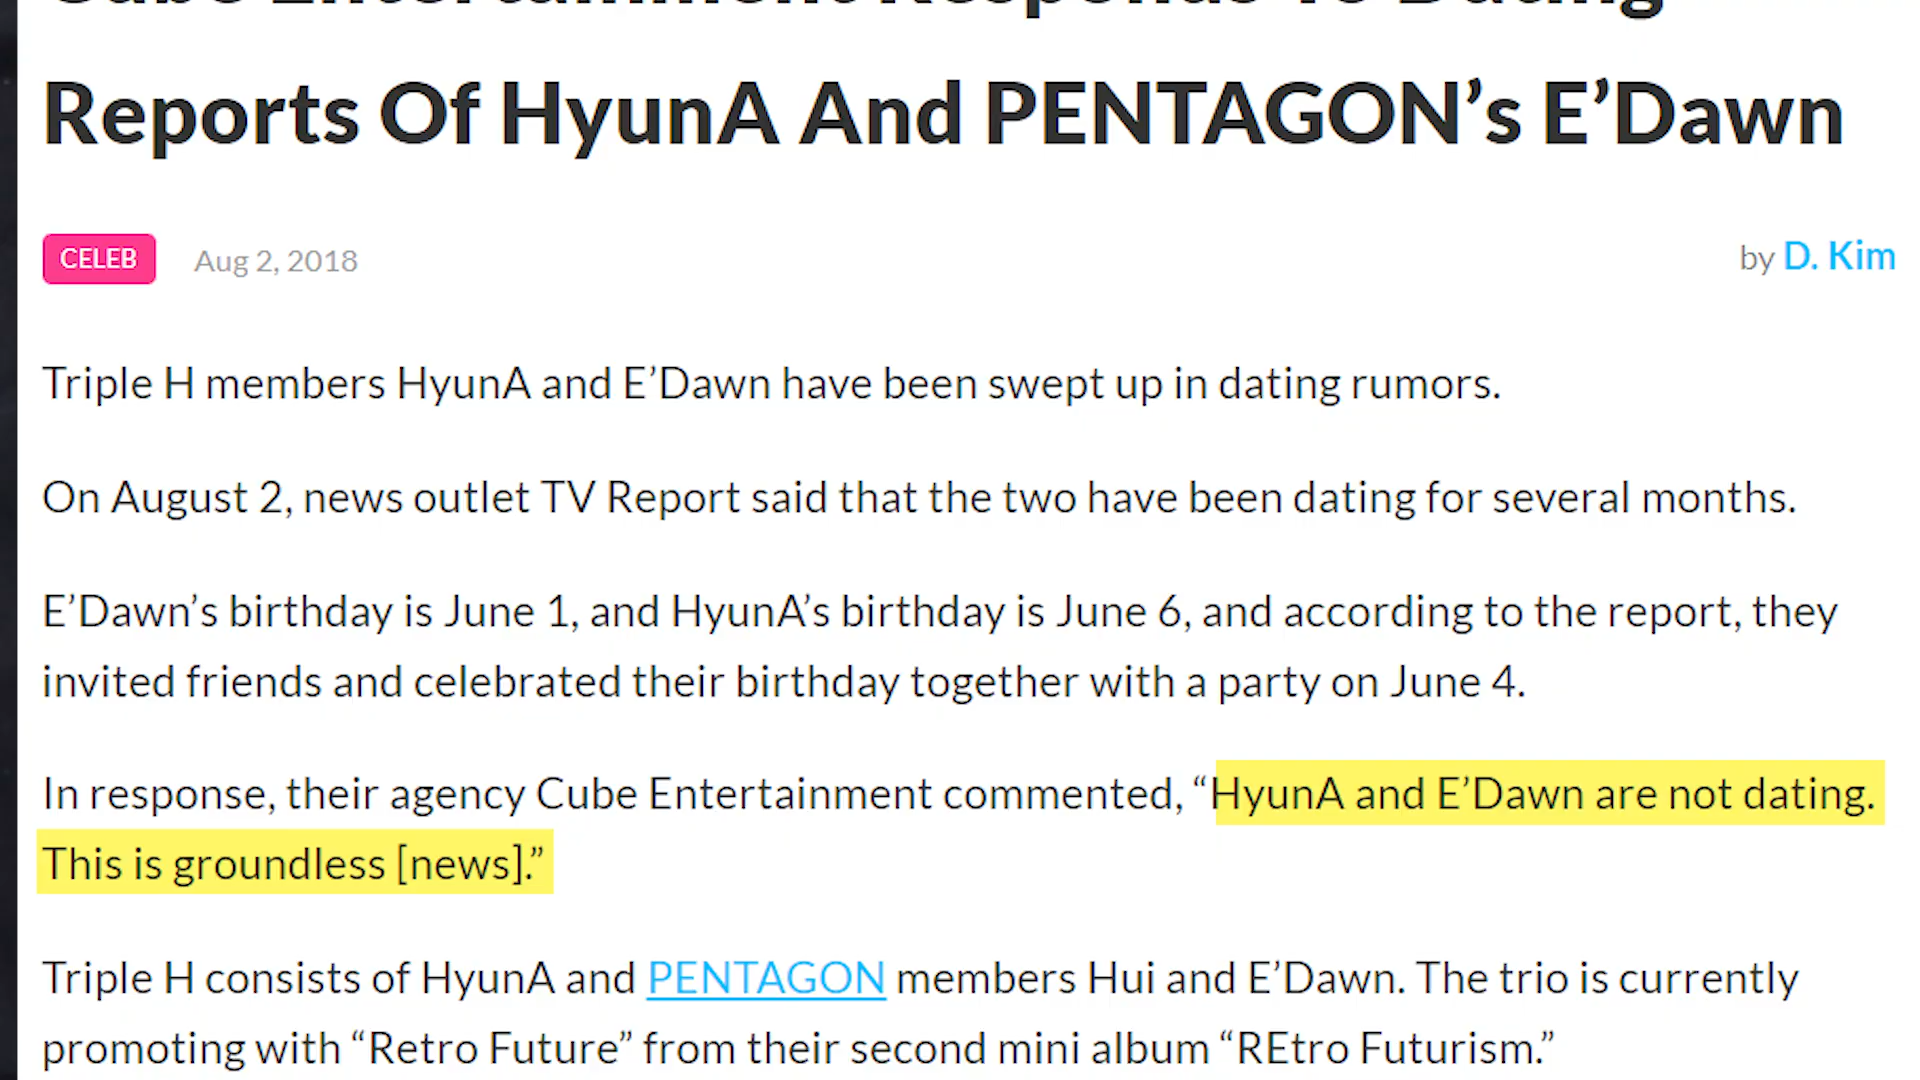 Cube Entertainment Responds To Dating
Reports Of HyunA And PENTAGON’s E’Dawn
CELEB Aug 2, 2018 by D. Kim
Triple H members HyunA and E’Dawn have been swept up in dating rumors.
On August 2, news outlet TV Report said that the two have been dating for several months.
E’Dawn’s birthday is June 1, and HyunA’s birthday is June 6, and according to the report, they
invited friends and celebrated their birthday together with a party on June 4.
In response, their agency Cube Entertainment commented, “HyunA and E’Dawn are not dating.
This is groundless [news].”
Triple H consists of HyunA and PENTAGON members Hui and E’Dawn. The trio is currently
promoting with “Retro Future” from their second mini album “REtro Futurism.”